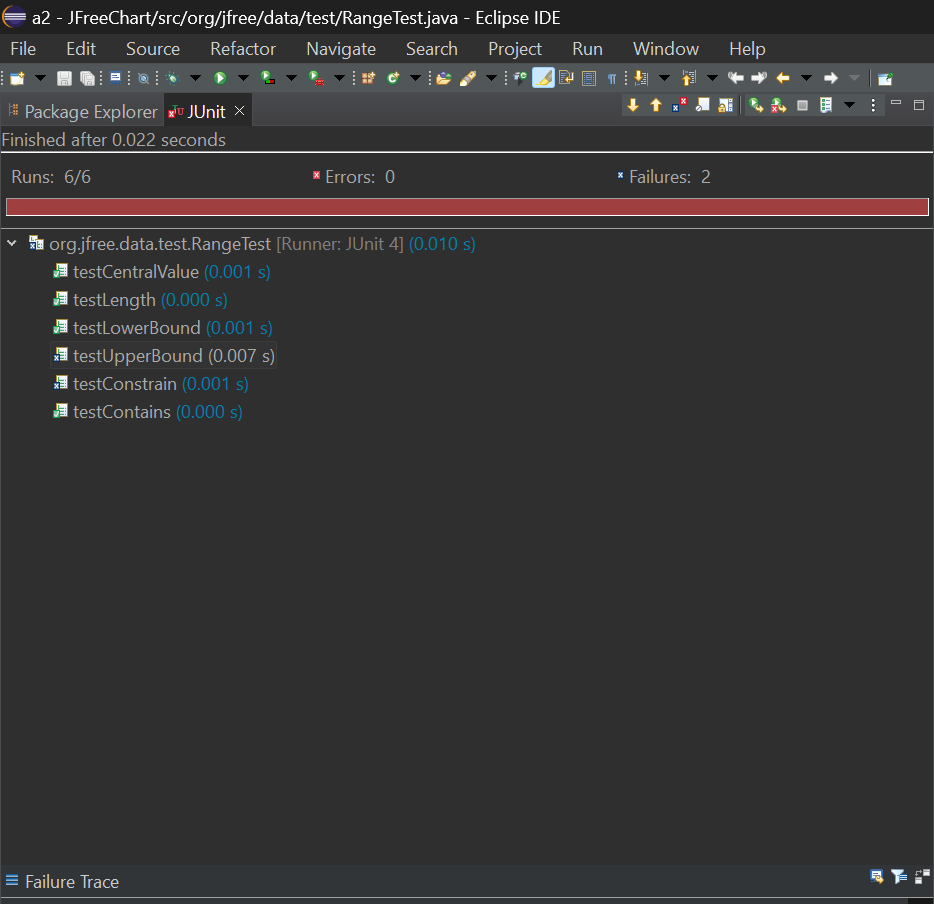 a2 - JFreeChart/src/org/jfree/data/test/RangeTest.java - Eclipse IDE
File Edit Source Refactor Navigate Search Project Run Window Help
Package Explorer JUnit
Finished after 0.022 seconds
Runs: 6/6 Errors: 0 Failures: 2
org.jfree.data.test.RangeTest [Runner: JUnit 4] (0.010 s)
testCentralValue (0.001 s)
testLength (0.000 s)
testLowerBound (0.001 s)
testUpperBound (0.007 s)
testConstrain (0.001 s)
testContains (0.000 s)
Failure Trace